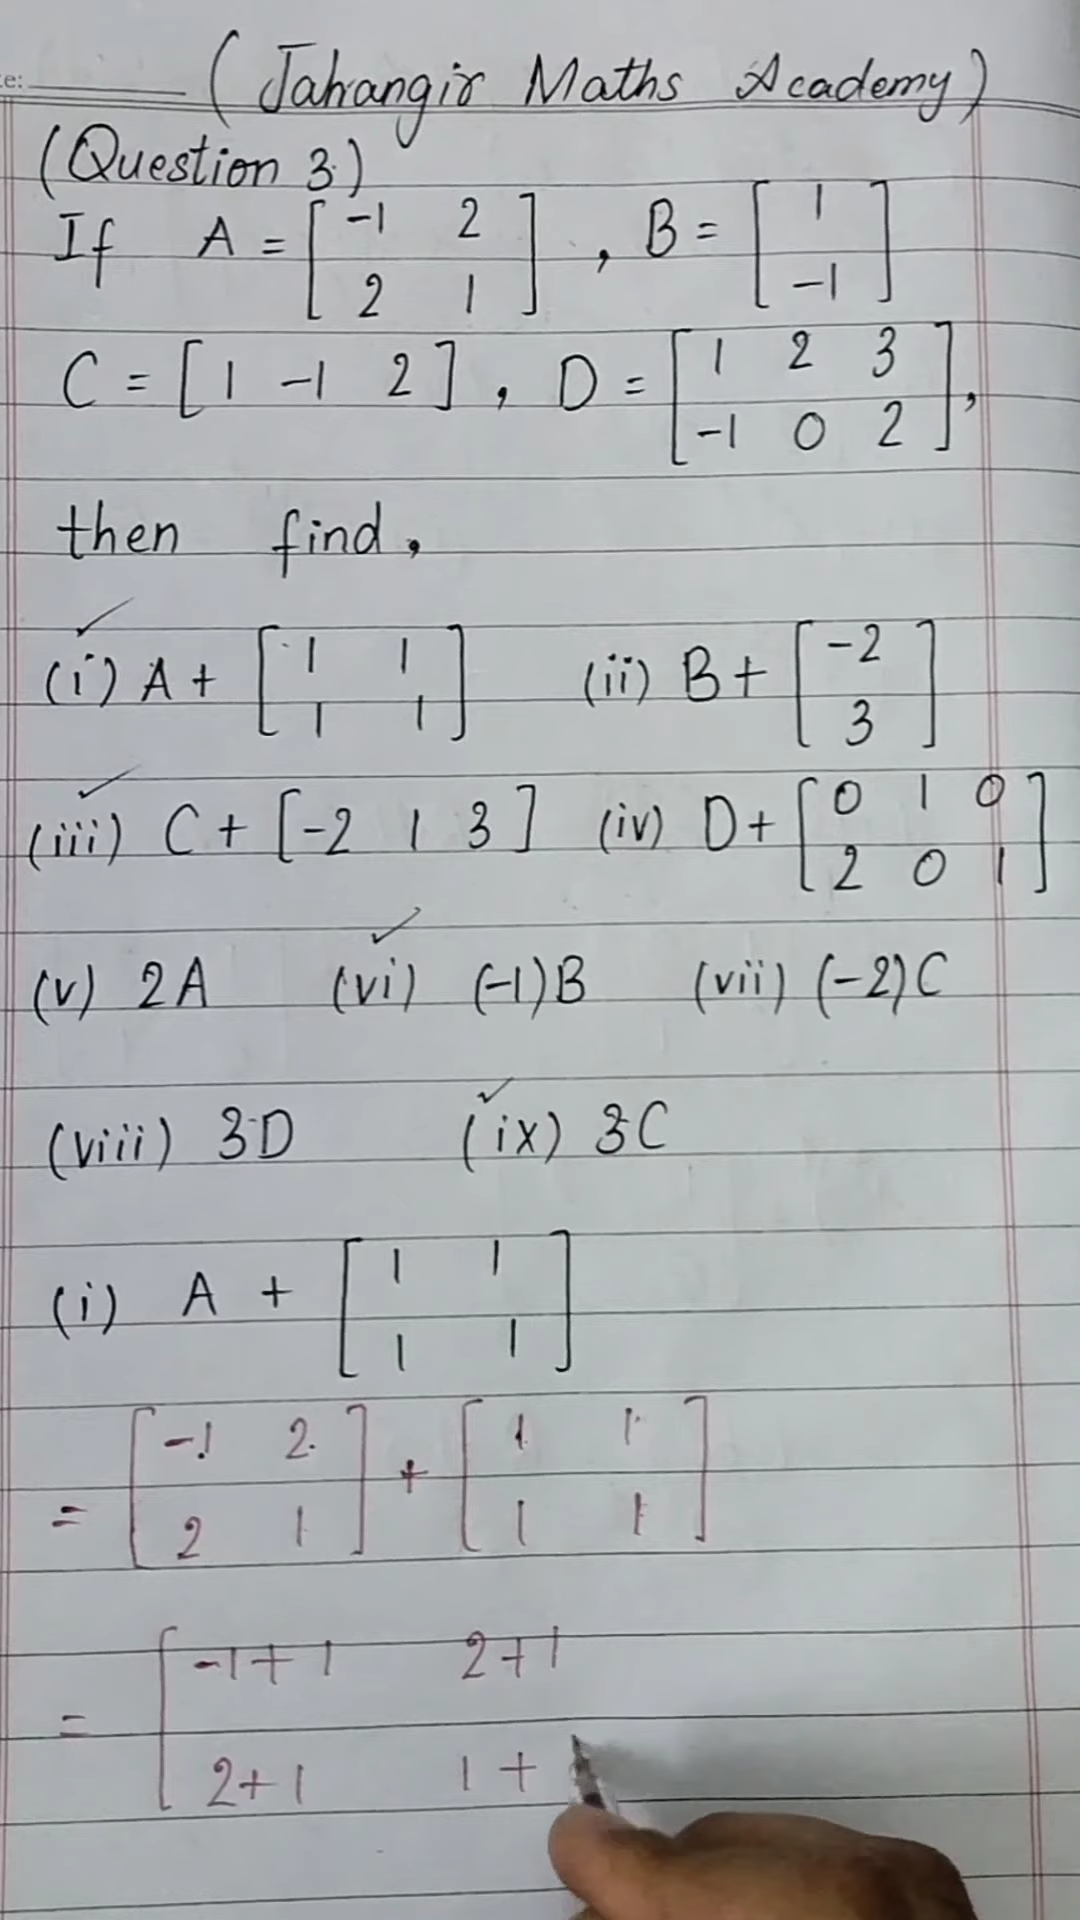 e:
(Jahangir Maths Academy)
(Question 3)
If A = [-1 2
2 1] , B = [1
-1]
C = [1 -1 2] , D = [1 2 3
-1 0 2] ,
then find,
(i) A + [1 1
1 1] (ii) B + [-2
3]
(iii) C + [-2 1 3] (iv) D + [0 1 0
2 0 1]
(v) 2A (vi) (-1)B (vii) (-2)C
(viii) 3D (ix) 3C
(i) A + [1 1
1 1]
= [-1 2
2 1] + [1 1
1 1]
= [-1+1 2+1
2+1 1+